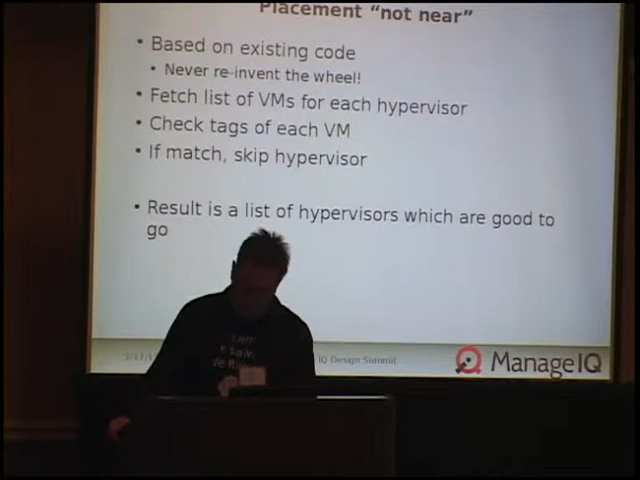 Placement “not near”
• Based on existing code
• Never re-invent the wheel!
• Fetch list of VMs for each hypervisor
• Check tags of each VM
• If match, skip hypervisor
• Result is a list of hypervisors which are good to
go
IQ Design Summit
ManageIQ